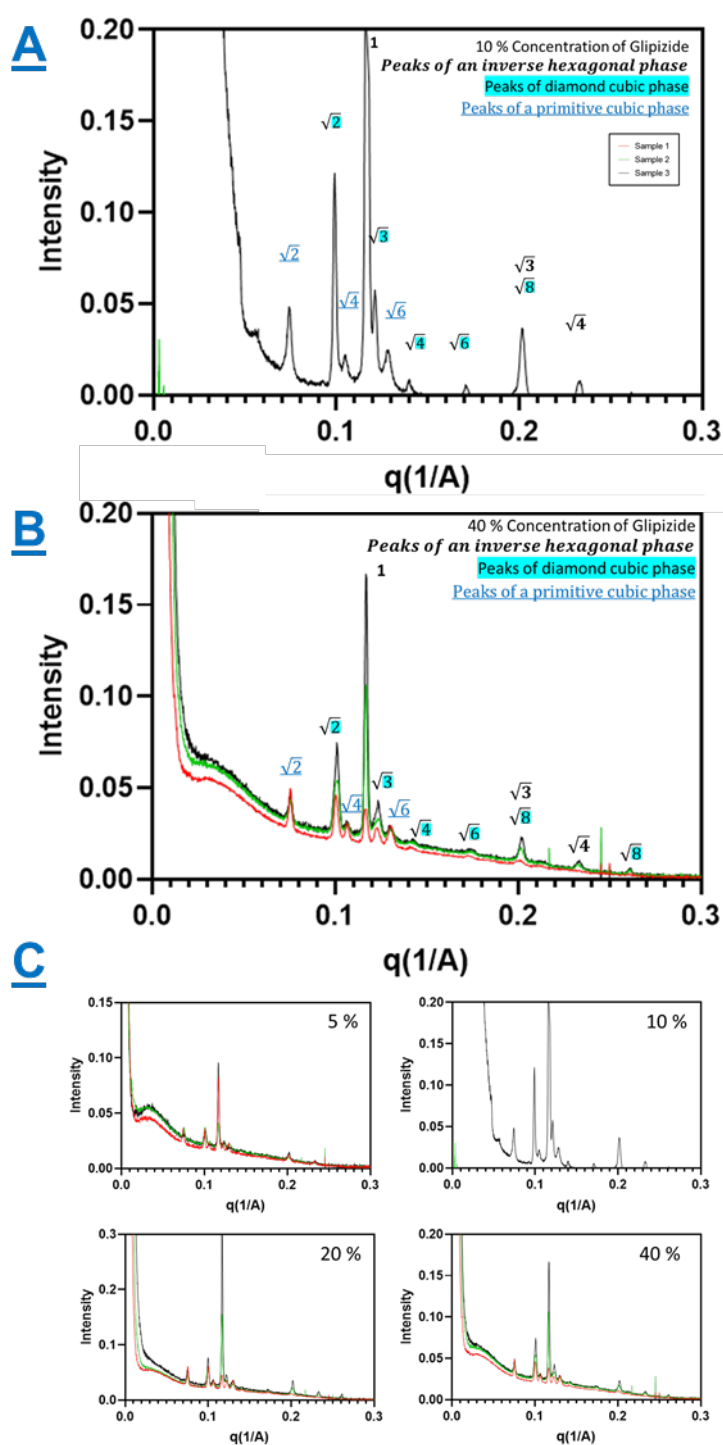 A
10 % Concentration of Glipizide
Peaks of an inverse hexagonal phase
Peaks of diamond cubic phase
Peaks of a primitive cubic phase
Sample 1
Sample 2
Sample 3
1
√2
√3
√2
√4
√6
√4
√6
√3
√8
√4
Intensity
0.20
0.15
0.10
0.05
0.00
0.0 0.1 0.2 0.3
q(1/A)
B
40 % Concentration of Glipizide
Peaks of an inverse hexagonal phase
Peaks of diamond cubic phase
Peaks of a primitive cubic phase
1
√2
√2
√4
√3
√6
√4
√6
√3
√8
√4
√8
Intensity
0.20
0.15
0.10
0.05
0.00
0.0 0.1 0.2 0.3
q(1/A)
C
5 %
Intensity
0.15
0.10
0.05
0.00
0.0 0.1 0.2 0.3
q(1/A)
10 %
Intensity
0.20
0.15
0.10
0.05
0.00
0.0 0.1 0.2 0.3
q(1/A)
20 %
Intensity
0.3
0.2
0.1
0.0
0.0 0.1 0.2 0.3
q(1/A)
40 %
Intensity
0.20
0.15
0.10
0.05
0.00
0.0 0.1 0.2 0.3
q(1/A)